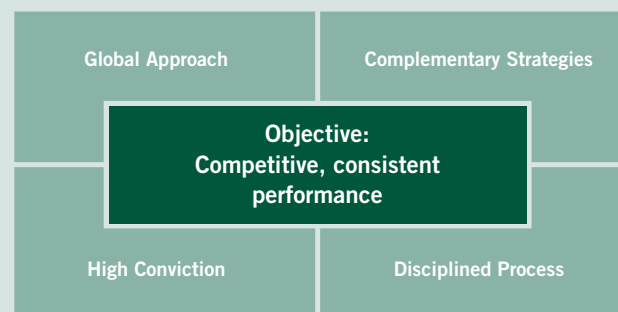 Global Approach
Complementary Strategies
Objective:
Competitive, consistent
performance
High Conviction
Disciplined Process